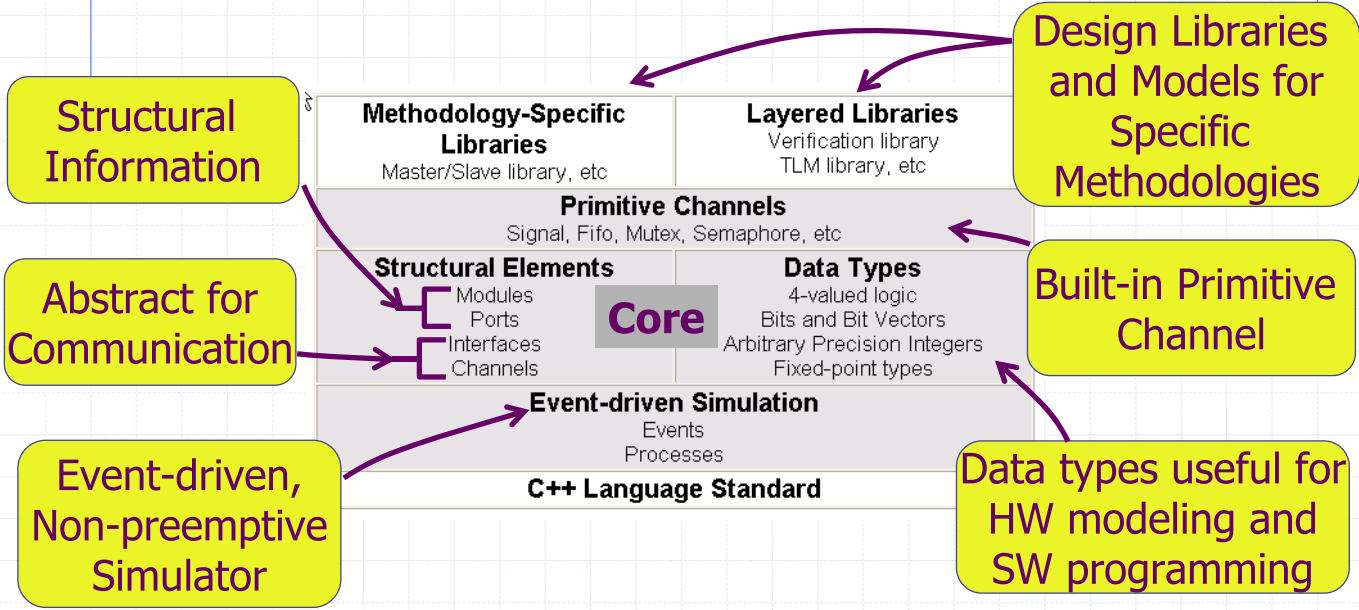 Design Libraries
and Models for
Specific
Methodologies
Structural
Information
Methodology-Specific
Libraries
Master/Slave library, etc
Layered Libraries
Verification library
TLM library, etc
Primitive Channels
Signal, Fifo, Mutex, Semaphore, etc
Built-in Primitive
Channel
Abstract for
Communication
Structural Elements
Modules
Ports
Interfaces
Channels
Core
Data Types
4-valued logic
Bits and Bit Vectors
Arbitrary Precision Integers
Fixed-point types
Event-driven Simulation
Events
Processes
Event-driven,
Non-preemptive
Simulator
Data types useful for
HW modeling and
SW programming
C++ Language Standard